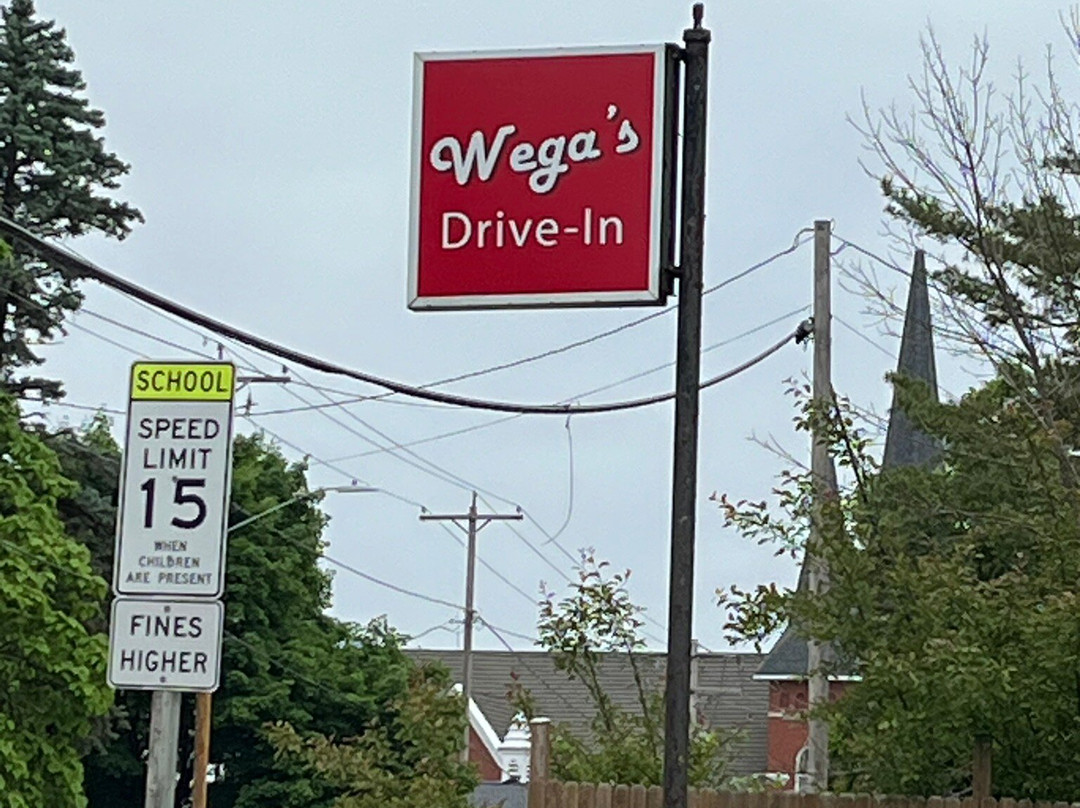 Wega's
Drive-In
SCHOOL
SPEED
LIMIT
15
WHEN
CHILDREN
ARE PRESENT
FINES
HIGHER